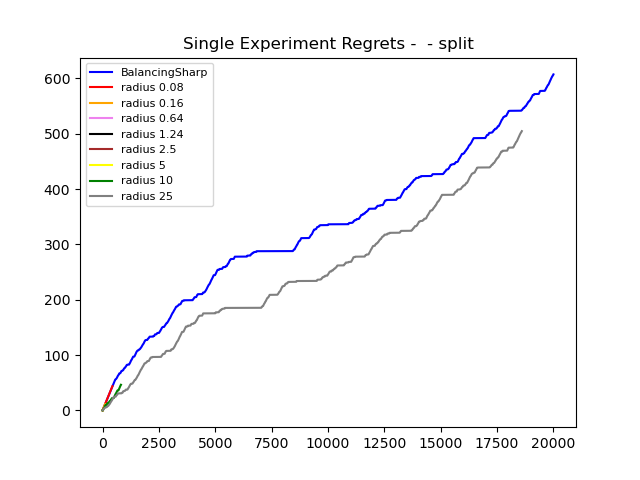 Single Experiment Regrets -  - split
BalancingSharp
radius 0.08
radius 0.16
radius 0.64
radius 1.24
radius 2.5
radius 5
radius 10
radius 25
600
500
400
300
200
100
0
0 2500 5000 7500 10000 12500 15000 17500 20000